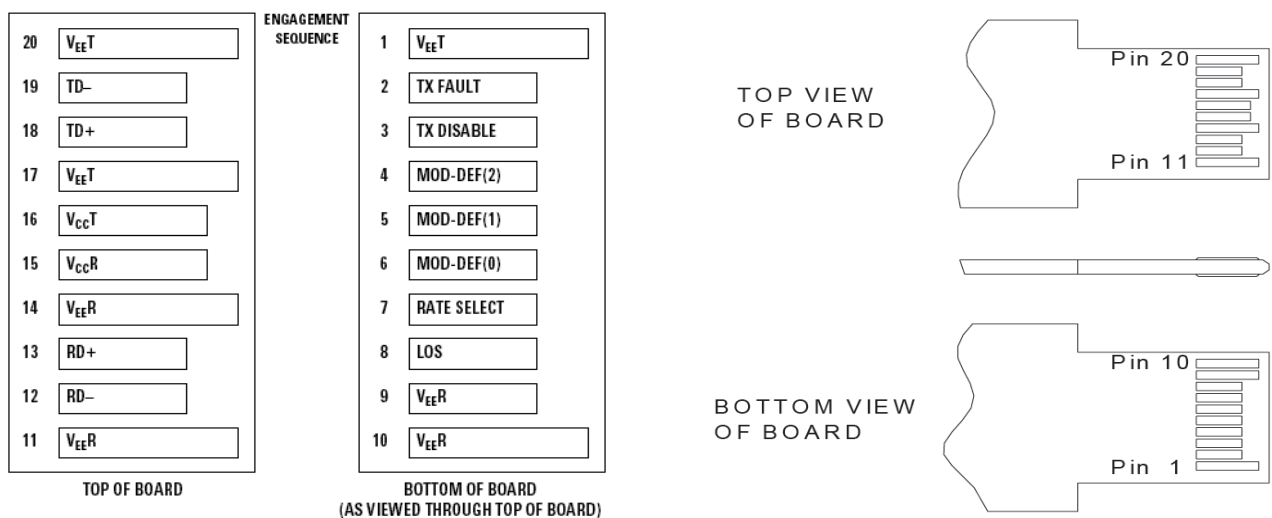 ENGAGEMENT
SEQUENCE
20 VEET
19 TD–
18 TD+
17 VEET
16 VCCT
15 VCCR
14 VEER
13 RD+
12 RD–
11 VEER
TOP OF BOARD
1 VEET
2 TX FAULT
3 TX DISABLE
4 MOD-DEF(2)
5 MOD-DEF(1)
6 MOD-DEF(0)
7 RATE SELECT
8 LOS
9 VEER
10 VEER
BOTTOM OF BOARD
(AS VIEWED THROUGH TOP OF BOARD)
TOP VIEW
OF BOARD
Pin 20
Pin 11
BOTTOM VIEW
OF BOARD
Pin 10
Pin 1